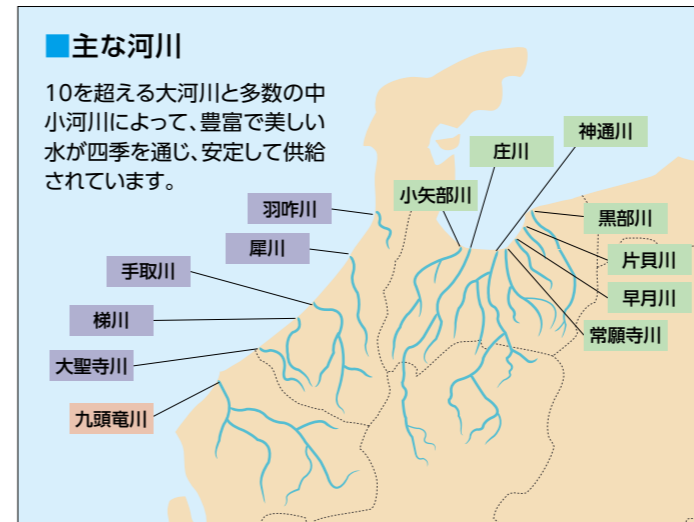 ■主な河川
10を超える大河川と多数の中
小河川によって、豊富で美しい
水が四季を通じ、安定して供給
されています。
神通川
庄川
小矢部川
羽咋川
黒部川
犀川
片貝川
手取川
早月川
梯川
常願寺川
大聖寺川
九頭竜川